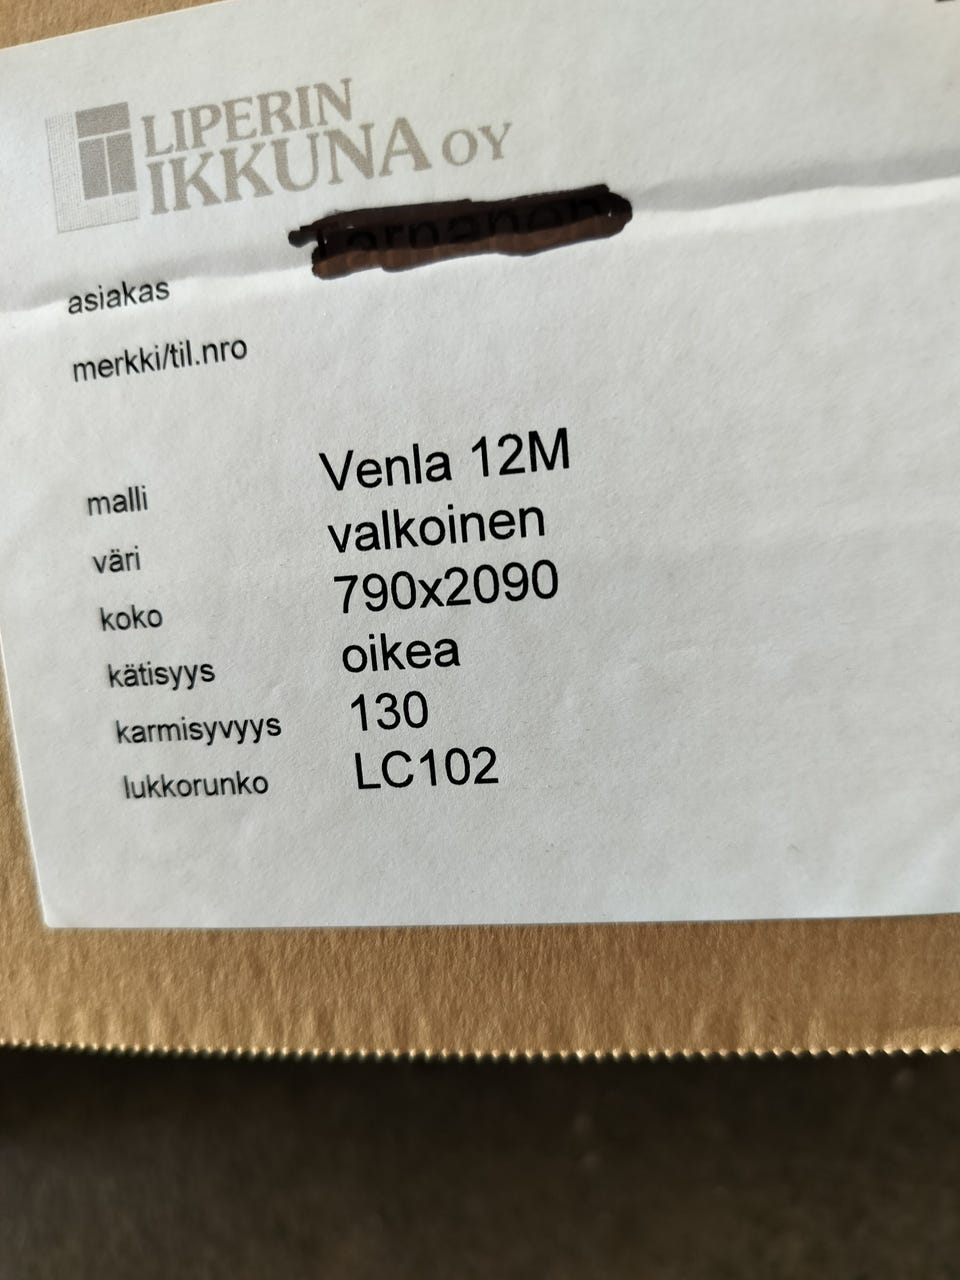 LIPERIN
IKKUNA OY
asiakas
merkki/til.nro
malli Venla 12M
väri valkoinen
koko 790x2090
kätisyys oikea
karmisyvyys 130
lukkorunko LC102